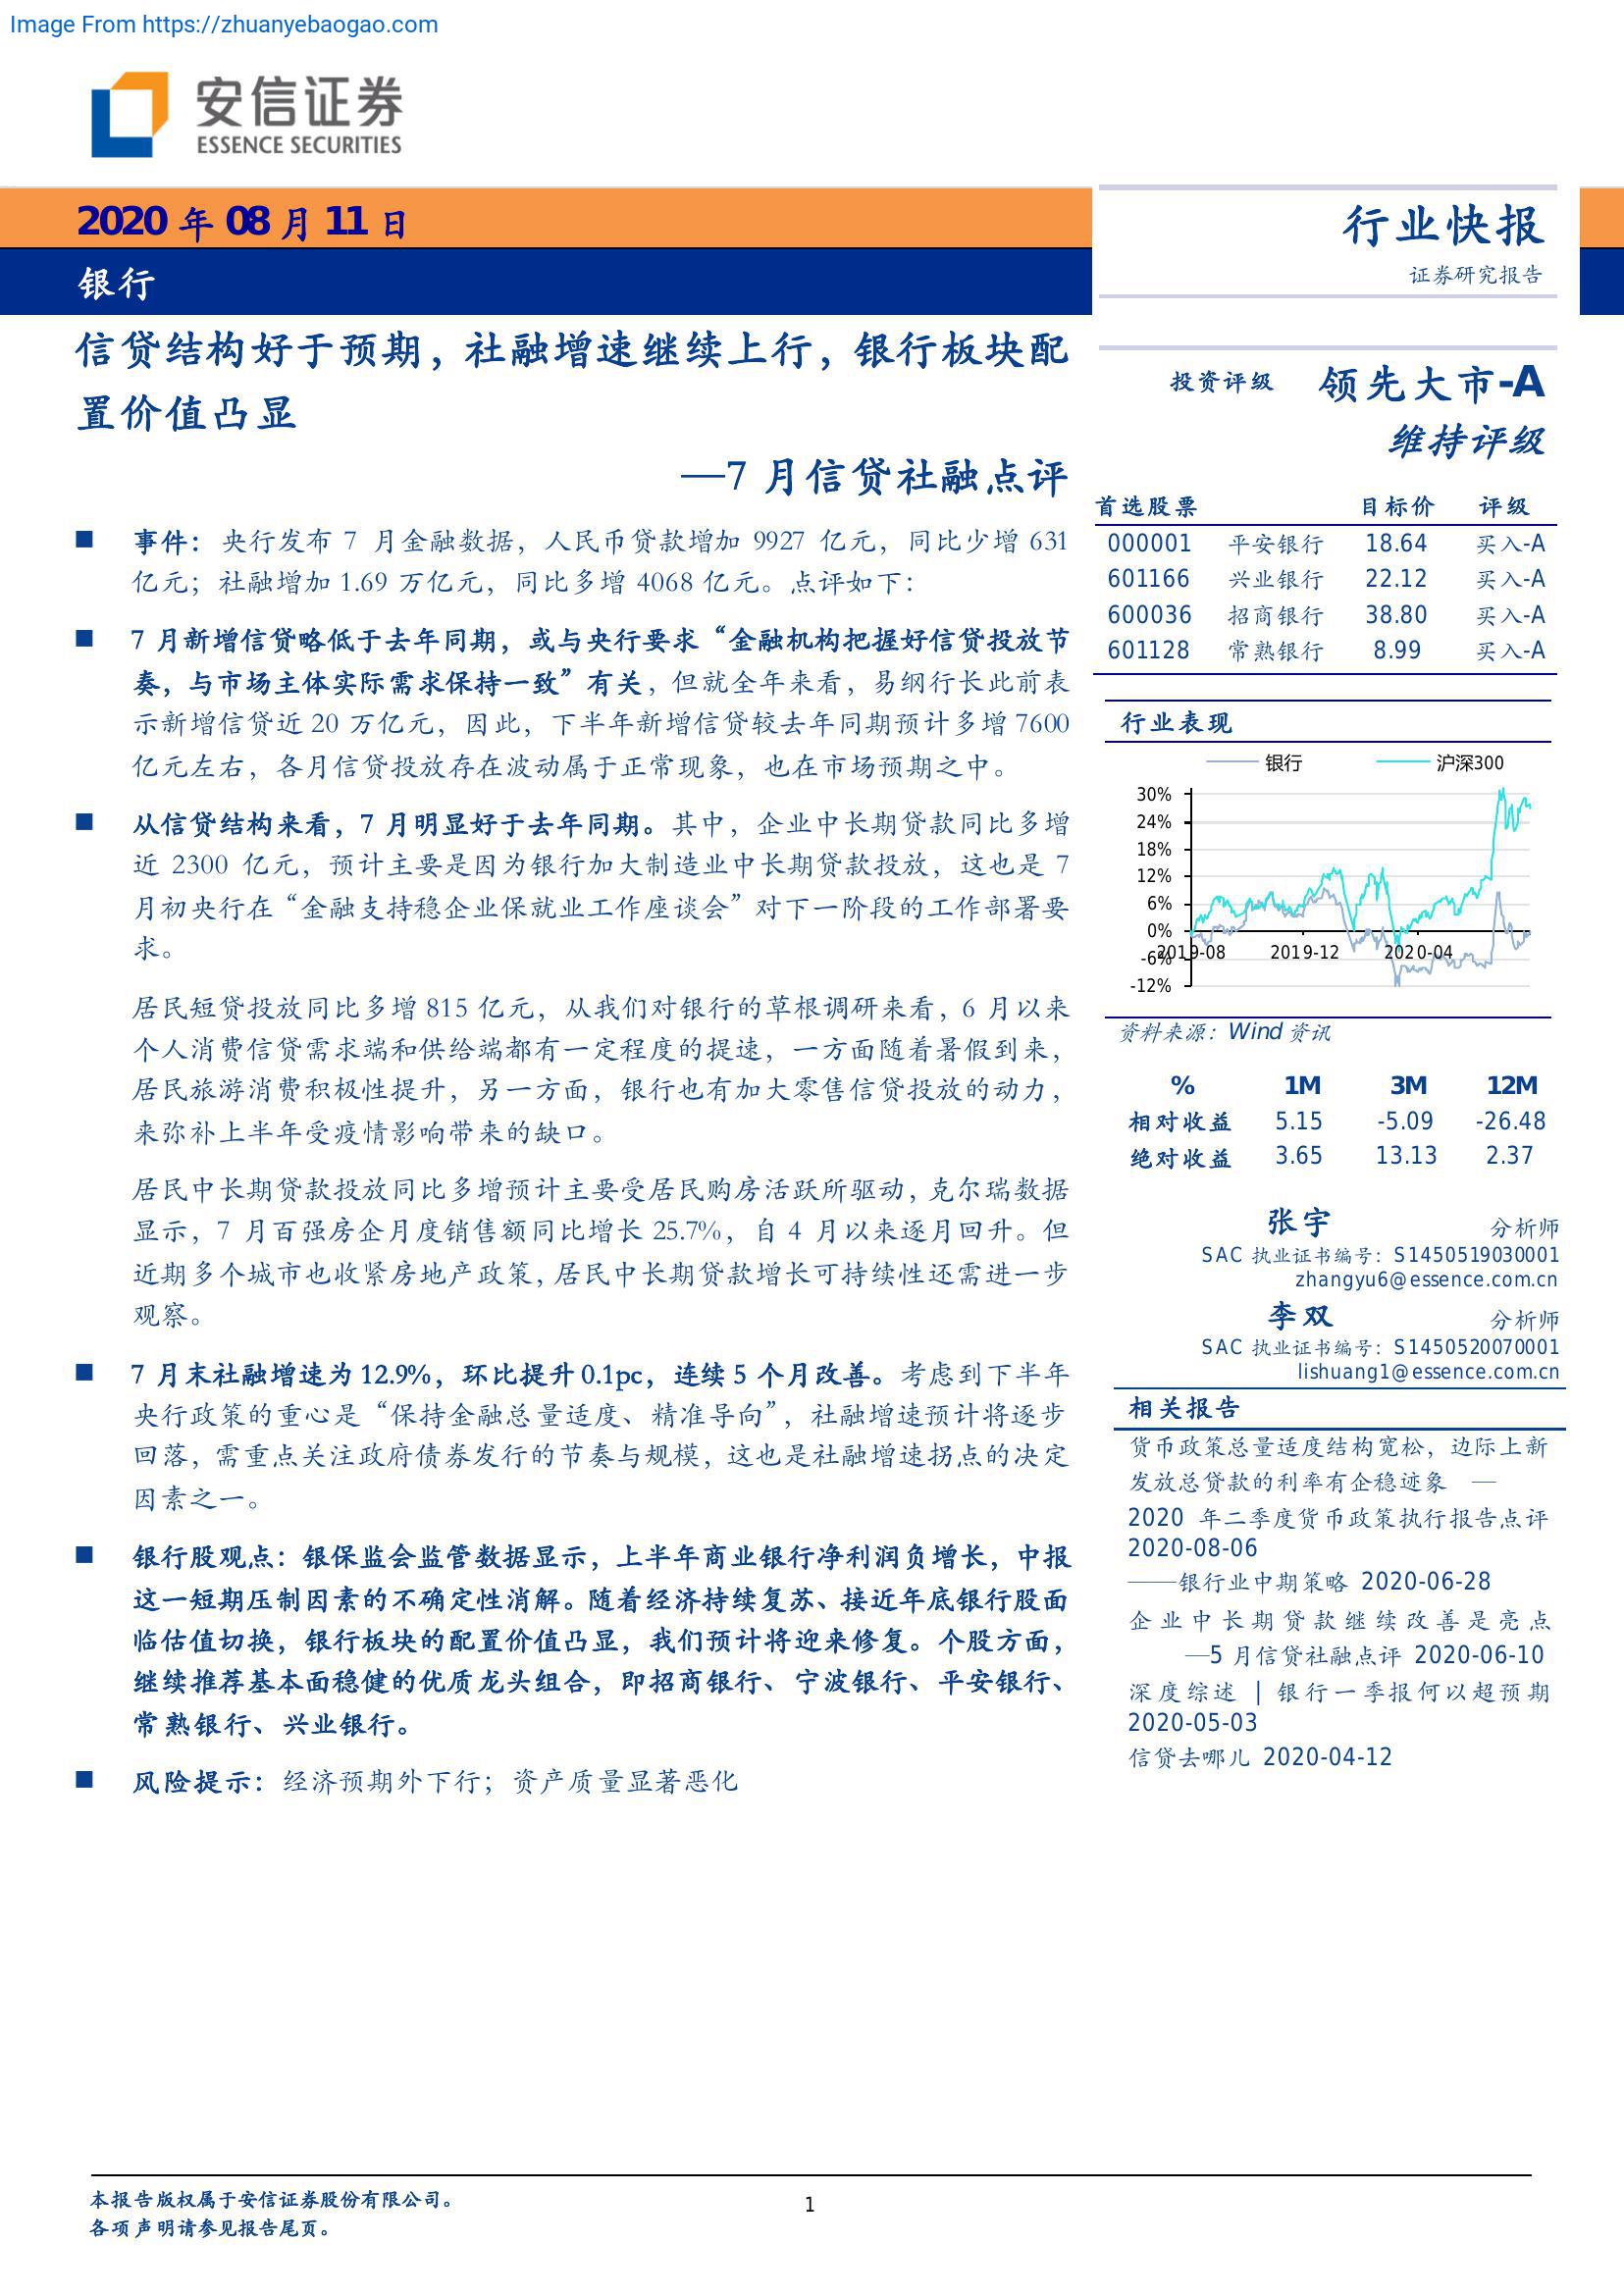 Image From https://zhuanyebaogao.com
安信证券
ESSENCE SECURITIES
2020 年 08 月 11 日
银行
行业快报
证券研究报告
信贷结构好于预期，社融增速继续上行，银行板块配
置价值凸显
—7 月信贷社融点评
事件：央行发布 7 月金融数据，人民币贷款增加 9927 亿元，同比少增 631
亿元；社融增加 1.69 万亿元，同比多增 4068 亿元。点评如下：
7 月新增信贷略低于去年同期，或与央行要求“金融机构把握好信贷投放节
奏，与市场主体实际需求保持一致”有关，但就全年来看，易纲行长此前表
示新增信贷近 20 万亿元，因此，下半年新增信贷较去年同期预计多增 7600
亿元左右，各月信贷投放存在波动属于正常现象，也在市场预期之中。
从信贷结构来看，7 月明显好于去年同期。其中，企业中长期贷款同比多增
近 2300 亿元，预计主要是因为银行加大制造业中长期贷款投放，这也是 7
月初央行在“金融支持稳企业保就业工作座谈会”对下一阶段的工作部署要
求。
居民短贷投放同比多增 815 亿元，从我们对银行的草根调研来看，6 月以来
个人消费信贷需求端和供给端都有一定程度的提速，一方面随着暑假到来，
居民旅游消费积极性提升，另一方面，银行也有加大零售信贷投放的动力，
来弥补上半年受疫情影响带来的缺口。
居民中长期贷款投放同比多增预计主要受居民购房活跃所驱动，克尔瑞数据
显示，7 月百强房企月度销售额同比增长 25.7%，自 4 月以来逐月回升。但
近期多个城市也收紧房地产政策，居民中长期贷款增长可持续性还需进一步
观察。
7 月末社融增速为 12.9%，环比提升 0.1pc，连续 5 个月改善。考虑到下半年
央行政策的重心是“保持金融总量适度、精准导向”，社融增速预计将逐步
回落，需重点关注政府债券发行的节奏与规模，这也是社融增速拐点的决定
因素之一。
银行股观点：银保监会监管数据显示，上半年商业银行净利润负增长，中报
这一短期压制因素的不确定性消解。随着经济持续复苏、接近年底银行股面
临估值切换，银行板块的配置价值凸显，我们预计将迎来修复。个股方面，
继续推荐基本面稳健的优质龙头组合，即招商银行、宁波银行、平安银行、
常熟银行、兴业银行。
风险提示：经济预期外下行；资产质量显著恶化
投资评级 领先大市-A
维持评级
首选股票 目标价 评级
000001 平安银行 18.64 买入-A
601166 兴业银行 22.12 买入-A
600036 招商银行 38.80 买入-A
601128 常熟银行 8.99 买入-A
行业表现
银行 沪深300
30%
24%
18%
12%
6%
0%
-6%
-12%
2019-08 2019-12 2020-04
资料来源：Wind 资讯
% 1M 3M 12M
相对收益 5.15 -5.09 -26.48
绝对收益 3.65 13.13 2.37
张宇 分析师
SAC 执业证书编号：S1450519030001
zhangyu6@essence.com.cn
李双 分析师
SAC 执业证书编号：S1450520070001
lishuang1@essence.com.cn
相关报告
货币政策总量适度结构宽松，边际上新
发放总贷款的利率有企稳迹象 —
2020 年二季度货币政策执行报告点评
2020-08-06
——银行业中期策略 2020-06-28
企业中长期贷款继续改善是亮点
—5 月信贷社融点评 2020-06-10
深度综述 | 银行一季报何以超预期
2020-05-03
信贷去哪儿 2020-04-12
本报告版权属于安信证券股份有限公司。
各项声明请参见报告尾页。
1